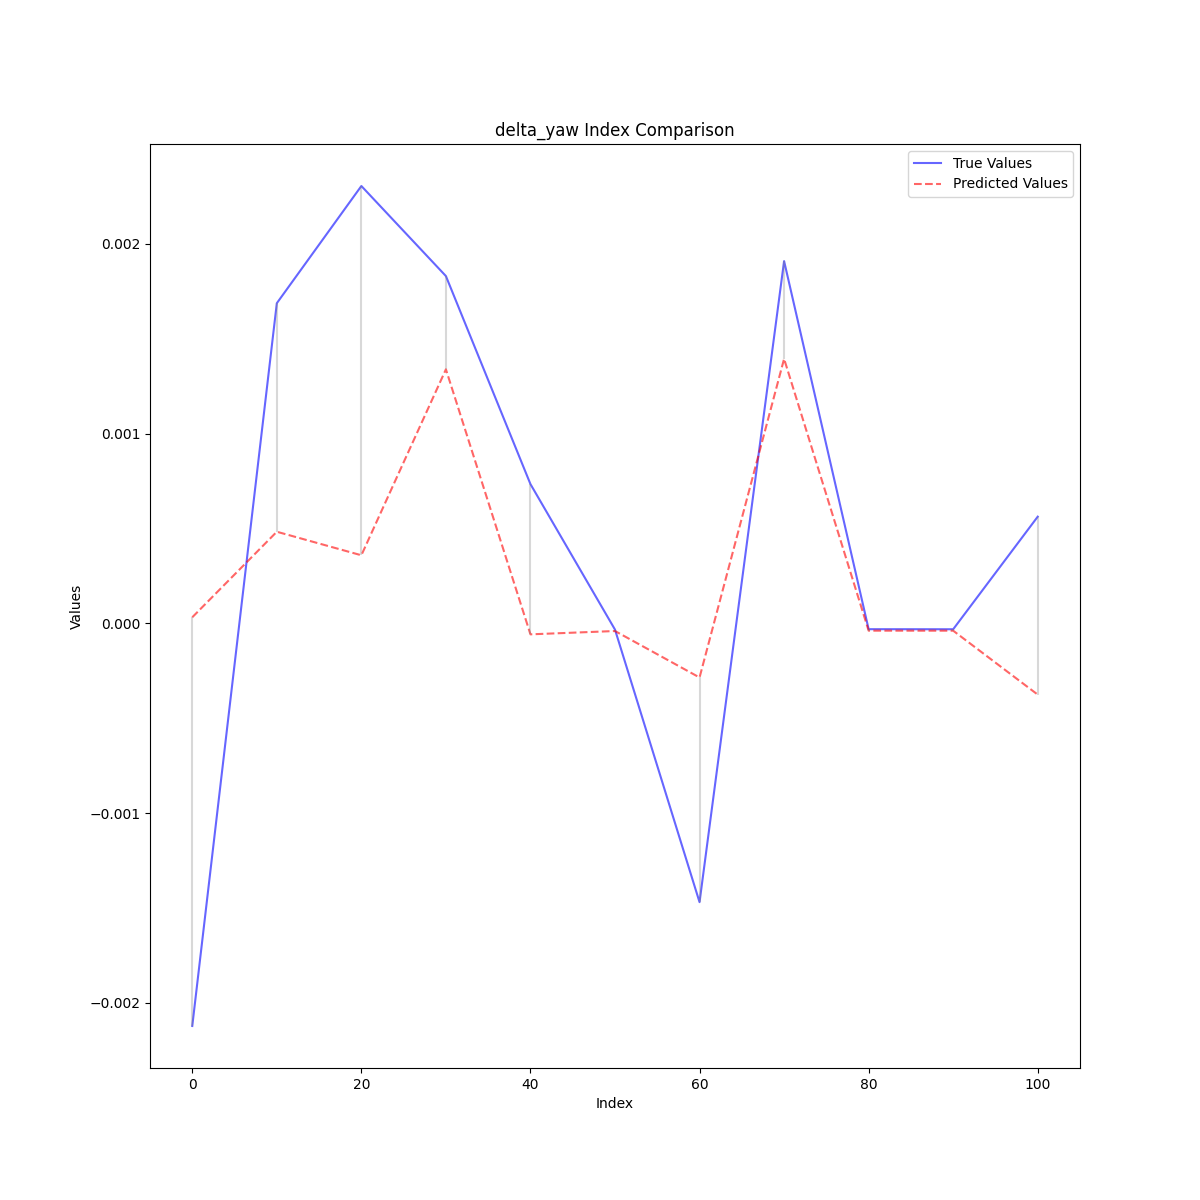 delta_yaw Index Comparison
True Values
Predicted Values
0.002
0.001
0.000
−0.001
−0.002
Values
0
20
40
60
80
100
Index